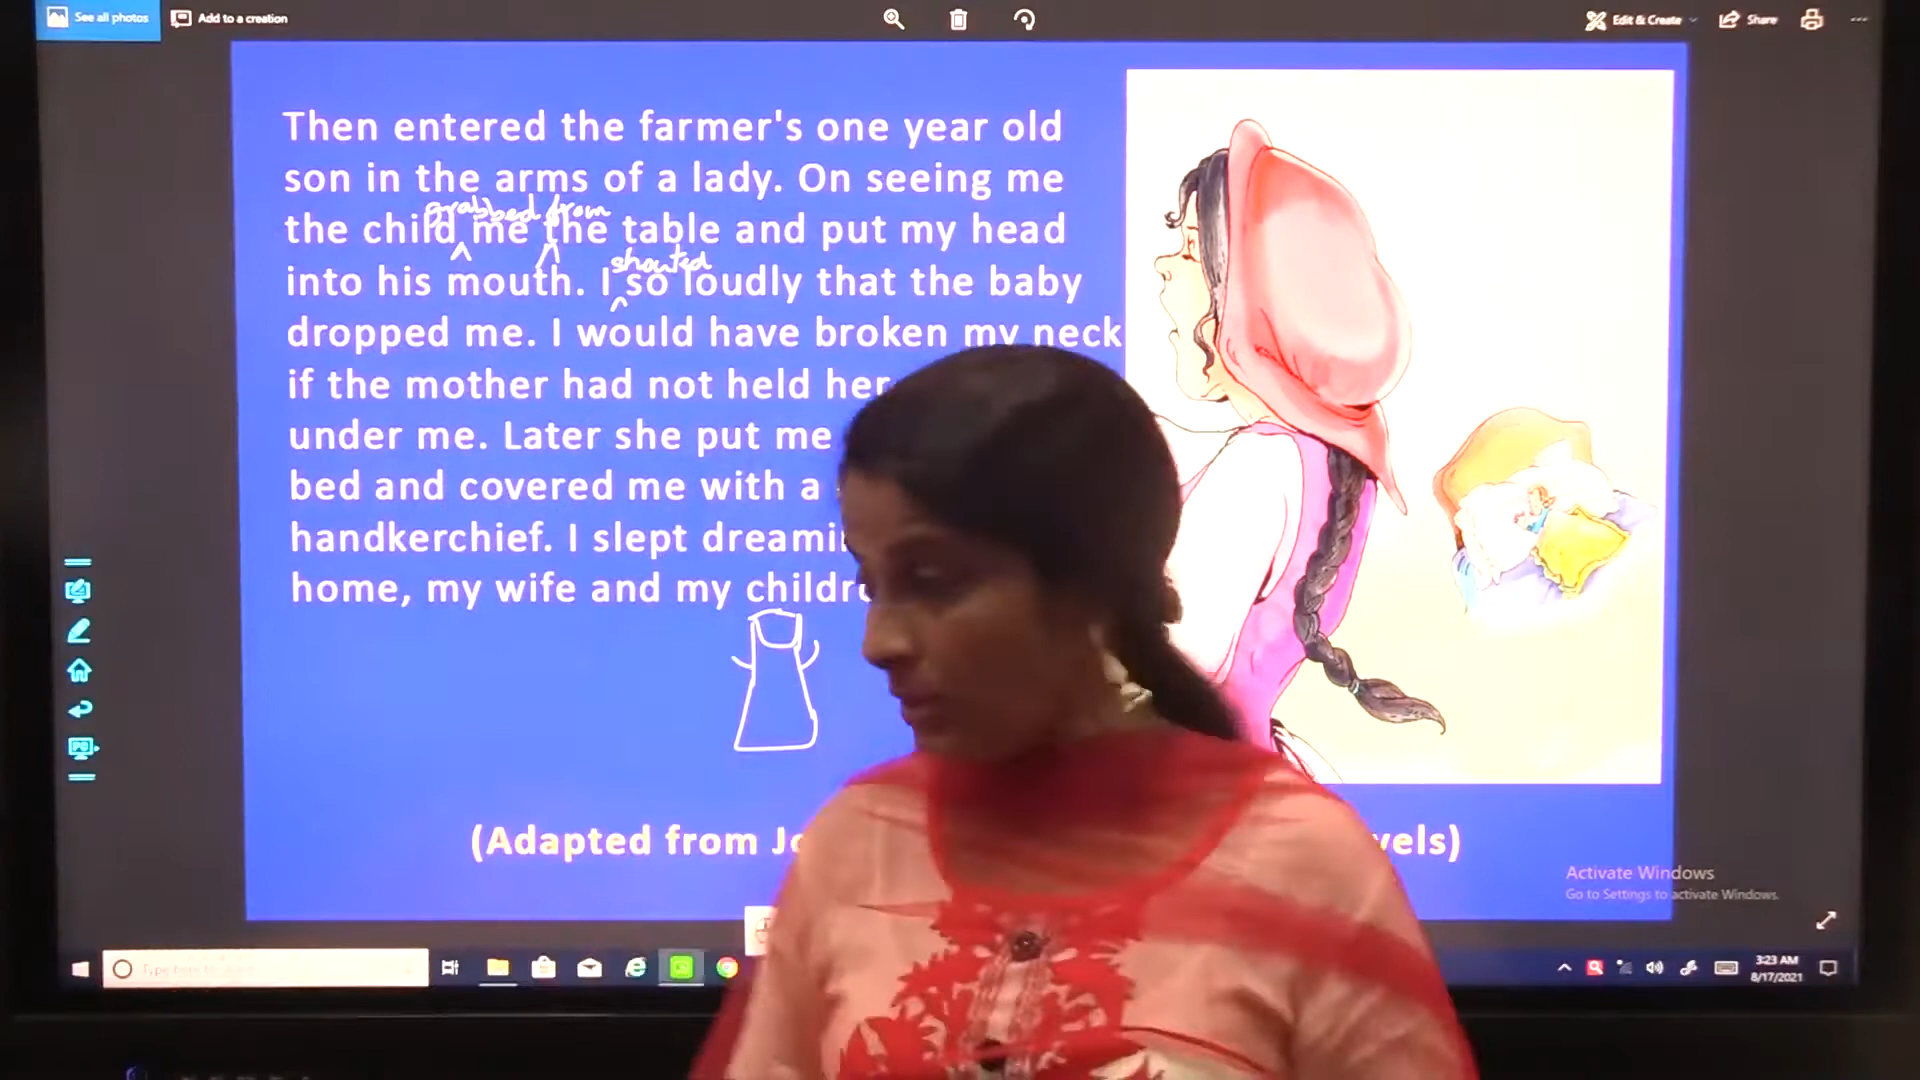 See all photos
Add to a creation
Edit & Create
Share
Then entered the farmer's one year old
son in the arms of a lady. On seeing me
grabbed from
the child me the table and put my head
shouted
into his mouth. I so loudly that the baby
dropped me. I would have broken my neck
if the mother had not held her
under me. Later she put me
bed and covered me with a
handkerchief. I slept
home, my wife and my
(Adapted from
Activate Windows
Go to Settings to activate Windows.
Type here to search
3:23 AM
8/17/2021